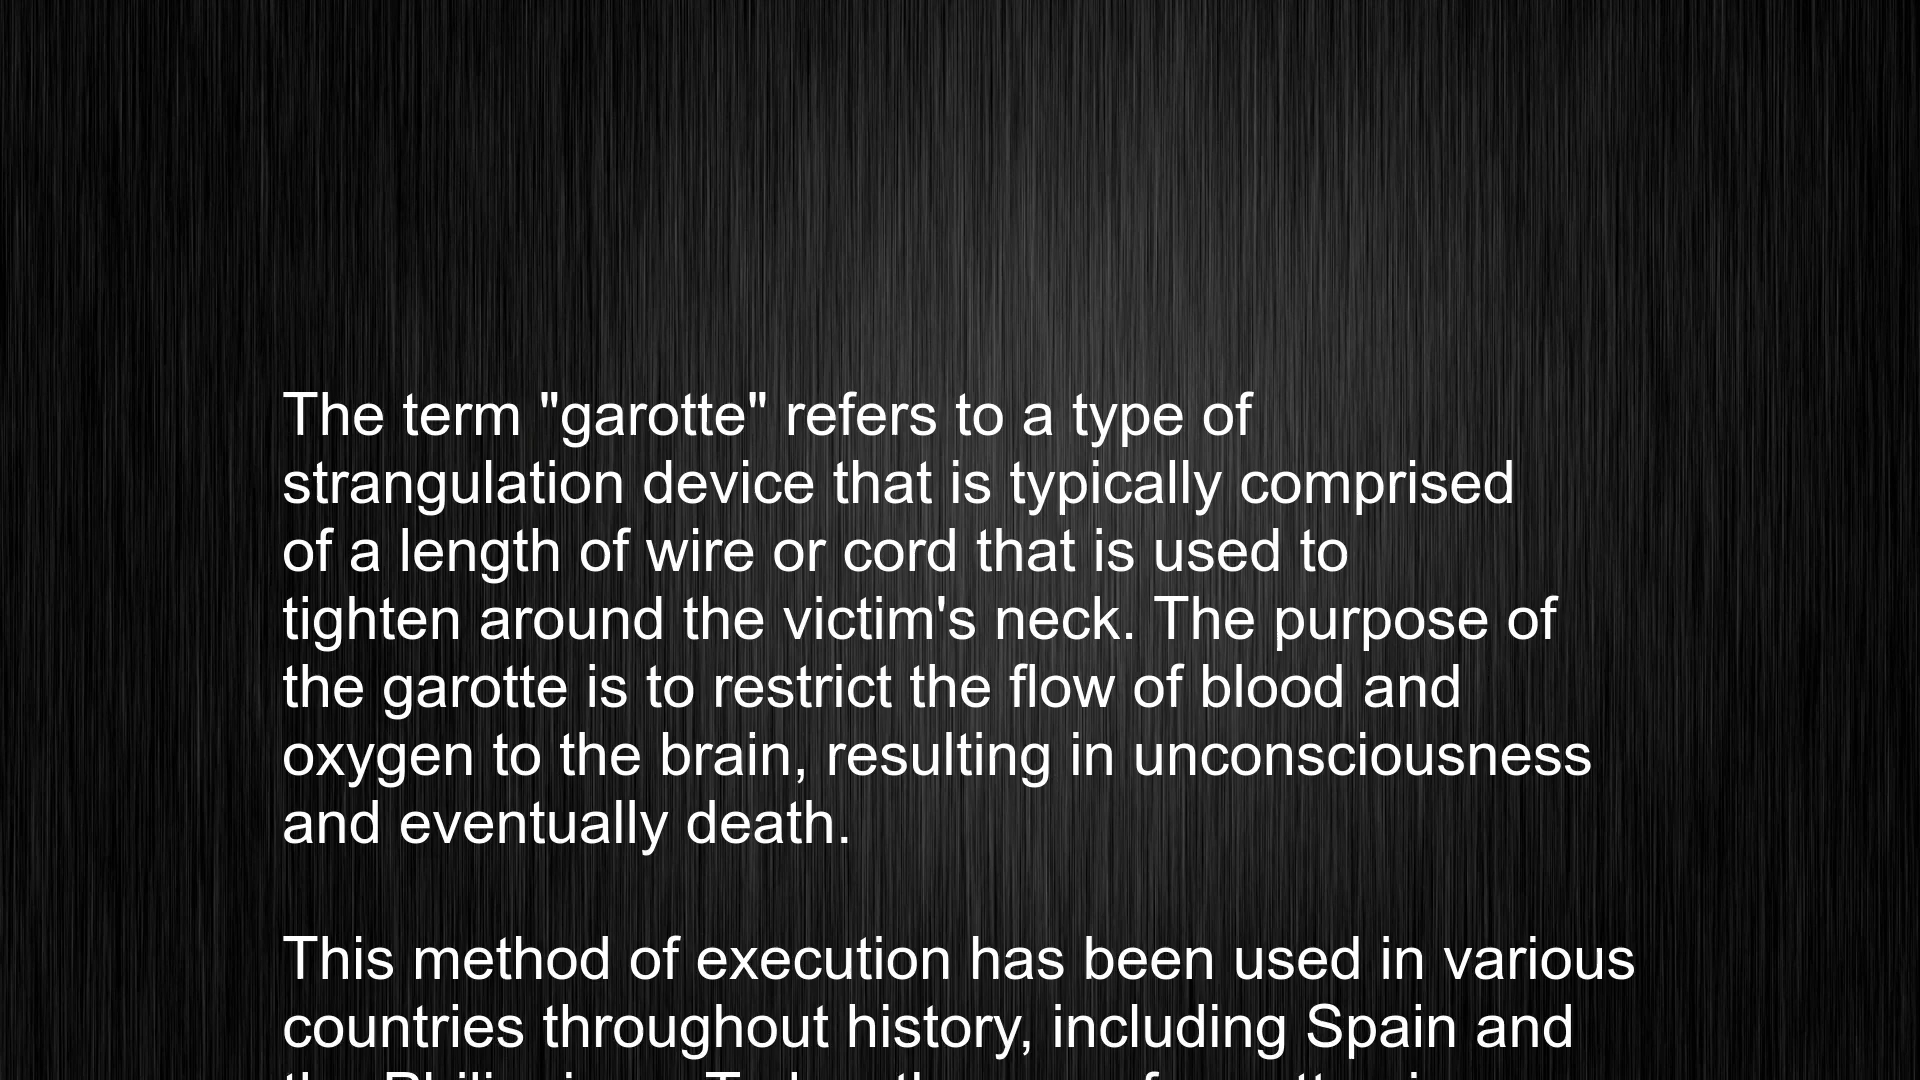 The term "garotte" refers to a type of
strangulation device that is typically comprised
of a length of wire or cord that is used to
tighten around the victim's neck. The purpose of
the garotte is to restrict the flow of blood and
oxygen to the brain, resulting in unconsciousness
and eventually death.
This method of execution has been used in various
countries throughout history, including Spain and